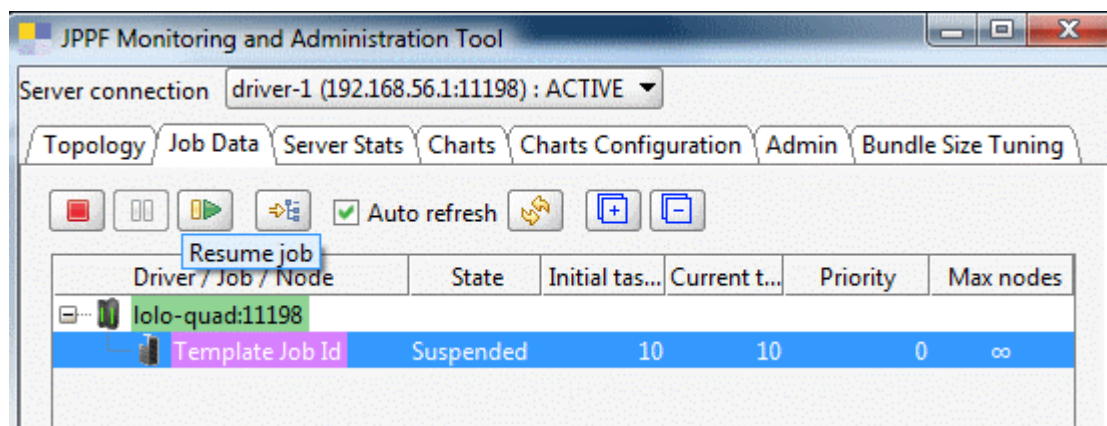 JPPF Monitoring and Administration Tool
Server connection driver-1 (192.168.56.1:11198) : ACTIVE
Topology Job Data Server Stats Charts Charts Configuration Admin Bundle Size Tuning
Auto refresh
Resume job
Driver / Job / Node State Initial tas... Current t... Priority Max nodes
lolo-quad:11198
Template Job Id Suspended 10 10 0 ∞